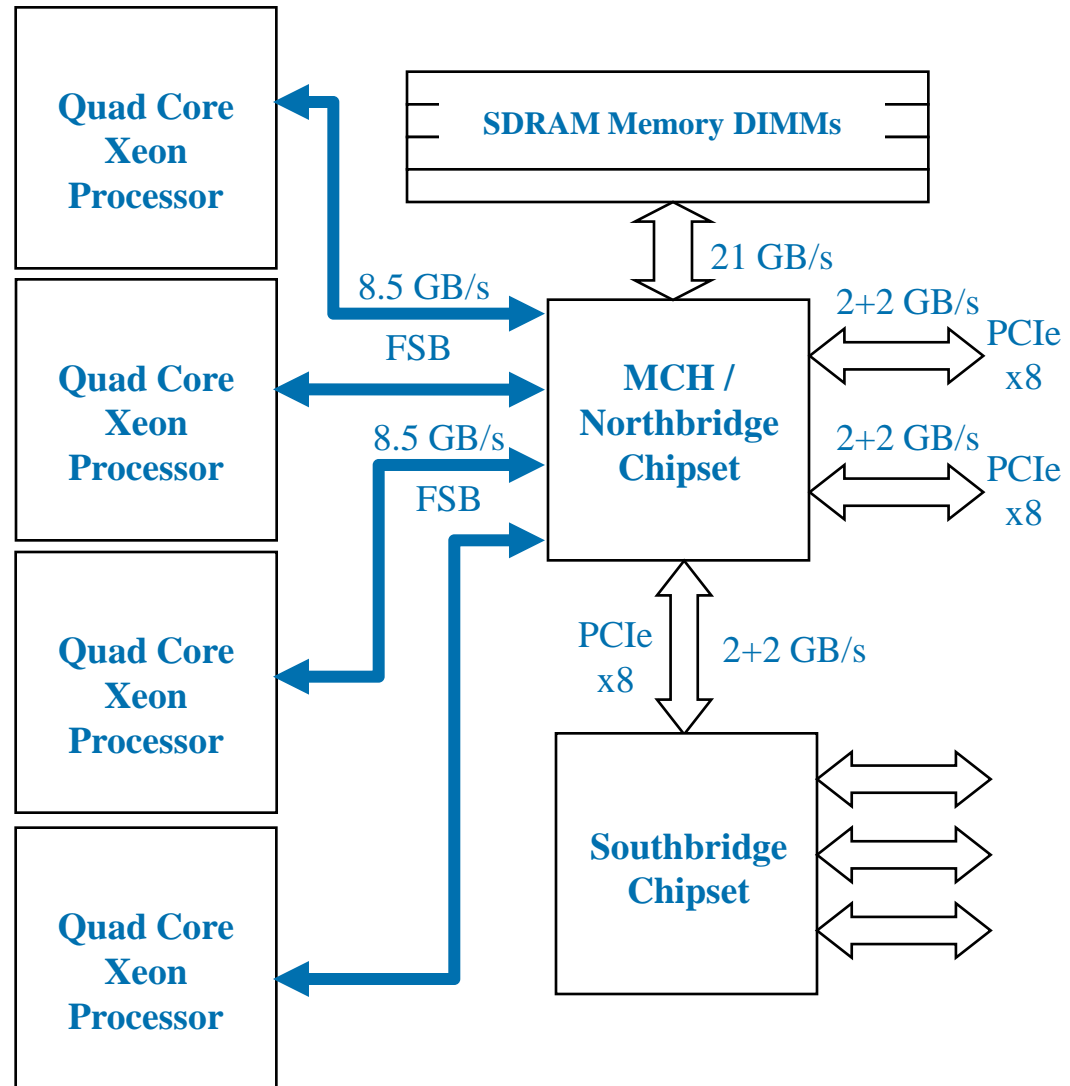 Quad Core
Xeon
Processor
SDRAM Memory DIMMs
21 GB/s
8.5 GB/s
FSB
2+2 GB/s
PCIe
x8
Quad Core
Xeon
Processor
MCH /
Northbridge
Chipset
8.5 GB/s
FSB
2+2 GB/s
PCIe
x8
Quad Core
Xeon
Processor
PCIe
x8
2+2 GB/s
Southbridge
Chipset
Quad Core
Xeon
Processor